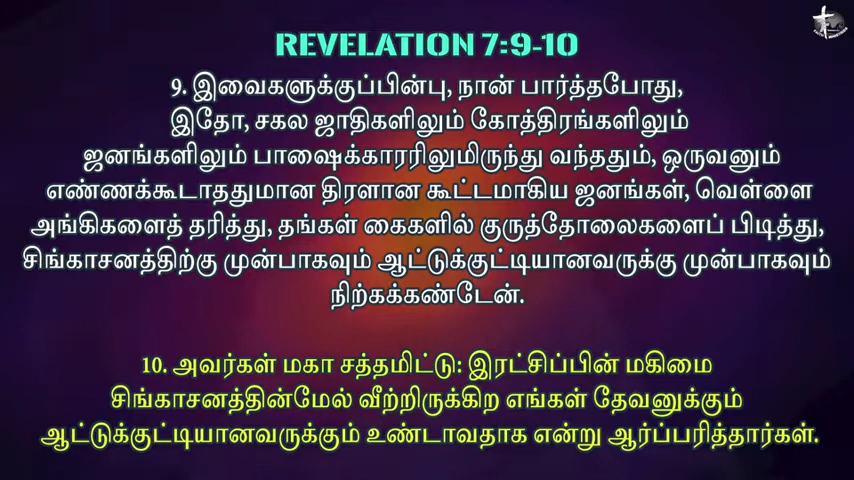 REVELATION 7:9-10
9. இவைகளுக்குப்பின்பு, நான் பார்த்தபோது,
இதோ, சகல ஜாதிகளிலும் கோத்திரங்களிலும்
ஜனங்களிலும் பாஷைக்காரரிலுமிருந்து வந்ததும், ஒருவனும்
எண்ணக்கூடாததுமான திரளான கூட்டமாகிய ஜனங்கள், வெள்ளை
அங்கிகளைத் தரித்து, தங்கள் கைகளில் குருத்தோலைகளைப் பிடித்து,
சிங்காசனத்திற்கு முன்பாகவும் ஆட்டுக்குட்டியானவருக்கு முன்பாகவும்
நிற்கக்கண்டேன்.
10. அவர்கள் மகா சத்தமிட்டு: இரட்சிப்பின் மகிமை
சிங்காசனத்தின்மேல் வீற்றிருக்கிற எங்கள் தேவனுக்கும்
ஆட்டுக்குட்டியானவருக்கும் உண்டாவதாக என்று ஆர்ப்பரித்தார்கள்.